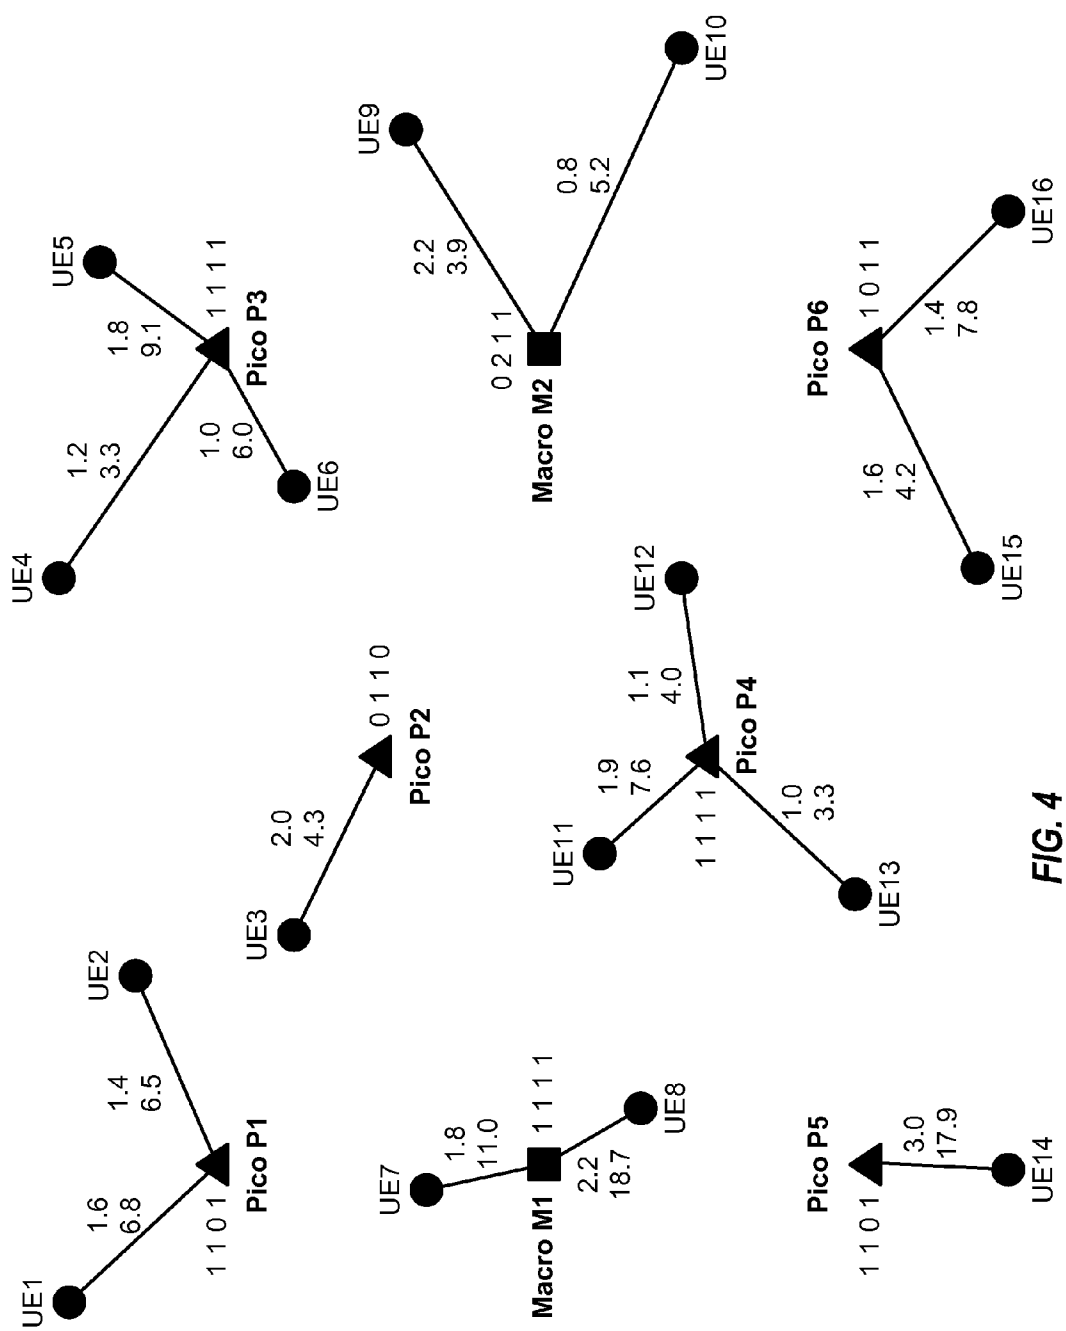 UE1
1.6
6.8
1 1 0 1
Pico P1
UE2
1.4
6.5
UE3
2.0
4.3
0 1 1 0
Pico P2
UE4
1.2
3.3
UE5
1.8
9.1
1 1 1 1
Pico P3
1.0
6.0
UE6
UE7
1.8
11.0
1 1 1 1
Macro M1
2.2
18.7
UE8
UE9
2.2
3.9
0 2 1 1
Macro M2
0.8
5.2
UE10
UE11
1.9
7.6
1 1 1 1
Pico P4
UE12
1.1
4.0
1.0
3.3
UE13
Pico P5
1 1 0 1
3.0
17.9
UE14
Pico P6
1 0 1 1
1.6
4.2
UE15
1.4
7.8
UE16
FIG. 4